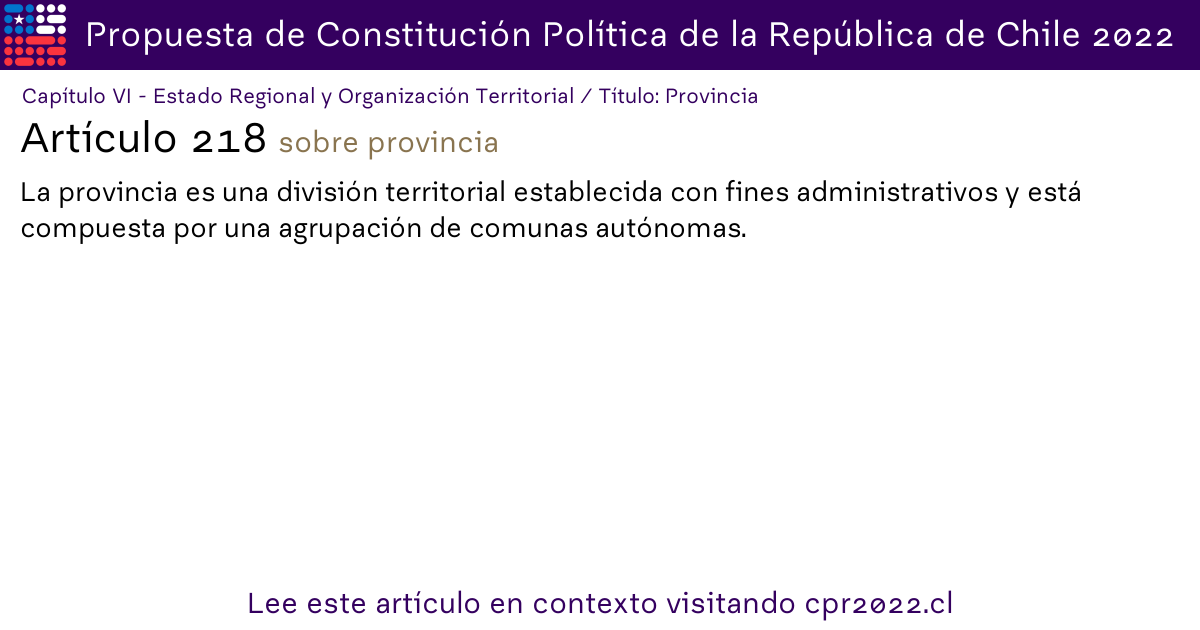 Propuesta de Constitución Política de la República de Chile 2022
Capítulo VI - Estado Regional y Organización Territorial / Título: Provincia
Artículo 218 sobre provincia
La provincia es una división territorial establecida con fines administrativos y está
compuesta por una agrupación de comunas autónomas.
Lee este artículo en contexto visitando cpr2022.cl